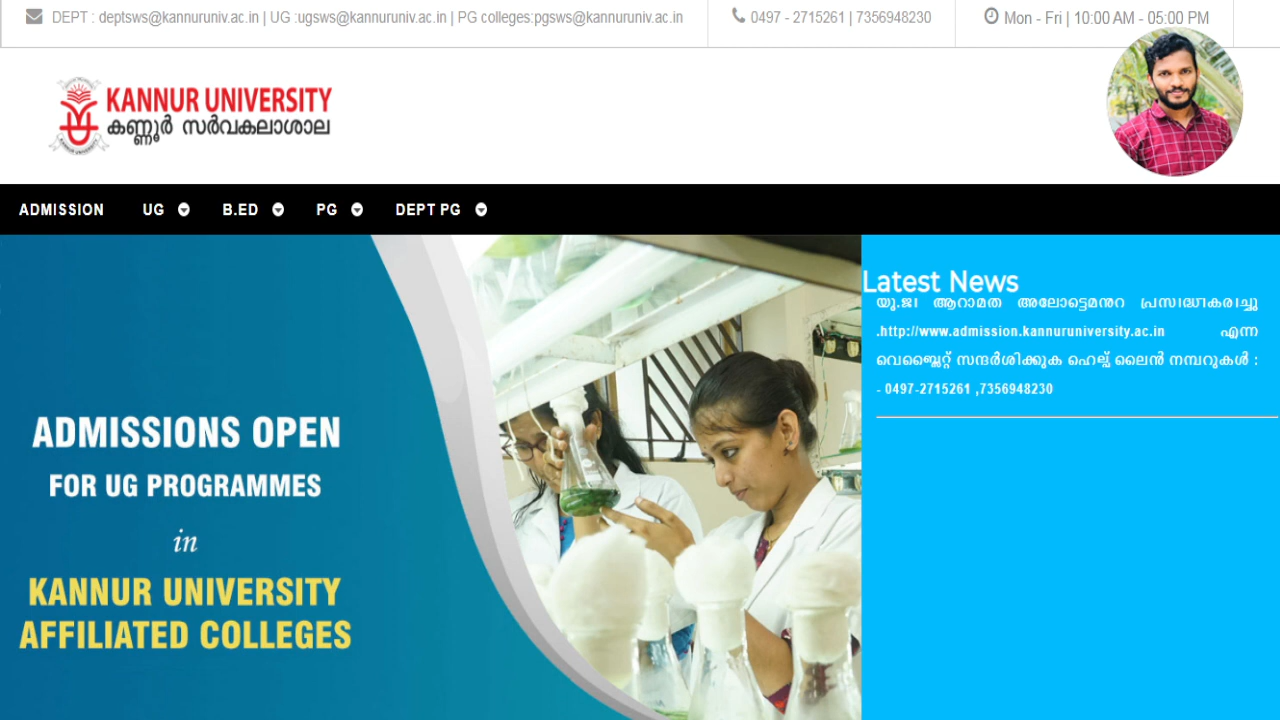 DEPT : deptsws@kannuruniv.ac.in | UG :ugsws@kannuruniv.ac.in | PG colleges:pgsws@kannuruniv.ac.in
0497 - 2715261 | 7356948230
Mon - Fri | 10:00 AM - 05:00 PM
KANNUR UNIVERSITY
കണ്ണൂർ സർവകലാശാല
ADMISSION UG B.ED PG DEPT PG
Latest News
യു.ജി ആറാമത് അലോട്ട്മെൻറ് പ്രസിദ്ധീകരിച്ചു
.http://www.admission.kannuruniversity.ac.in എന്ന
വെബ്സൈറ്റ് സന്ദർശിക്കുക ഹെല്പ് ലൈൻ നമ്പറുകൾ :
- 0497-2715261 ,7356948230
ADMISSIONS OPEN
FOR UG PROGRAMMES
in
KANNUR UNIVERSITY
AFFILIATED COLLEGES